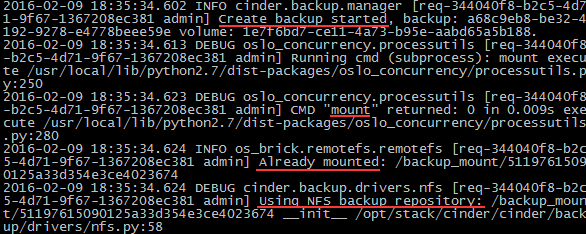 2016-02-09 18:35:34.602 INFO cinder.backup.manager [req-344040f8-b2c5-4d7
1-9f67-1367208ec381 admin] Create backup started, backup: a68c9eb8-be32-4
192-9278-e4778beee59e volume: 1e7f6bd7-ce11-4a73-b95e-aabd65a5b188.
2016-02-09 18:35:34.613 DEBUG oslo_concurrency.processutils [req-344040f8
-b2c5-4d71-9f67-1367208ec381 admin] Running cmd (subprocess): mount execu
te /usr/local/lib/python2.7/dist-packages/oslo_concurrency/processutils.p
y:250
2016-02-09 18:35:34.623 DEBUG oslo_concurrency.processutils [req-344040f8
-b2c5-4d71-9f67-1367208ec381 admin] CMD "mount" returned: 0 in 0.009s exe
cute /usr/local/lib/python2.7/dist-packages/oslo_concurrency/processutils
.py:280
2016-02-09 18:35:34.624 INFO os_brick.remotefs.remotefs [req-344040f8-b2c
5-4d71-9f67-1367208ec381 admin] Already mounted: /backup_mount/5119761509
0125a33d354e3ce4023674
2016-02-09 18:35:34.624 DEBUG cinder.backup.drivers.nfs [req-344040f8-b2c
5-4d71-9f67-1367208ec381 admin] Using NFS backup repository: /backup_moun
t/51197615090125a33d354e3ce4023674 __init__ /opt/stack/cinder/cinder/back
up/drivers/nfs.py:58